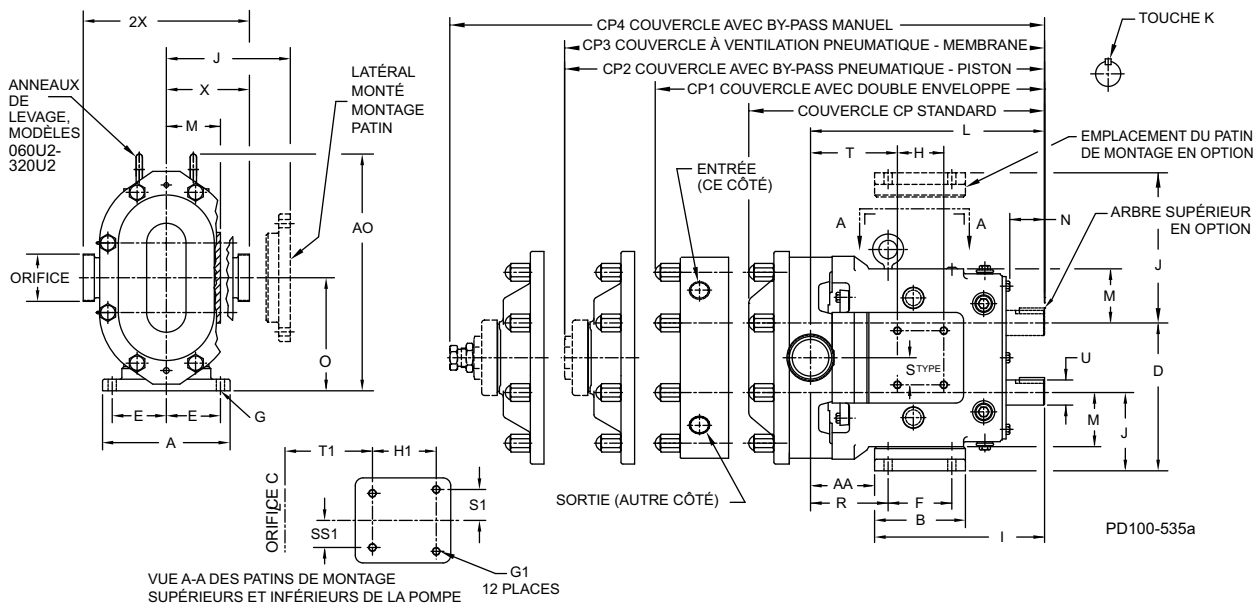 2X
J
X
M
ANNEAUX
DE
LEVAGE,
MODÈLES
060U2-
320U2
LATÉRAL
MONTÉ
MONTAGE
PATIN
AO
ORIFICE
O
E
E
G
A
CP4 COUVERCLE AVEC BY-PASS MANUEL
CP3 COUVERCLE À VENTILATION PNEUMATIQUE - MEMBRANE
CP2 COUVERCLE AVEC BY-PASS PNEUMATIQUE - PISTON
CP1 COUVERCLE AVEC DOUBLE ENVELOPPE
COUVERCLE CP STANDARD
L
T
H
TOUCHE K
EMPLACEMENT DU PATIN
DE MONTAGE EN OPTION
ENTRÉE
(CE CÔTÉ)
A
A
N
ARBRE SUPÉRIEUR
EN OPTION
J
M
U
D
S TYPE
M
J
SORTIE (AUTRE CÔTÉ)
AA
R
F
B
I
PD100-535a
T1
H1
ORIFICE C
S1
SS1
G1
12 PLACES
VUE A-A DES PATINS DE MONTAGE
SUPÉRIEURS ET INFÉRIEURS DE LA POMPE